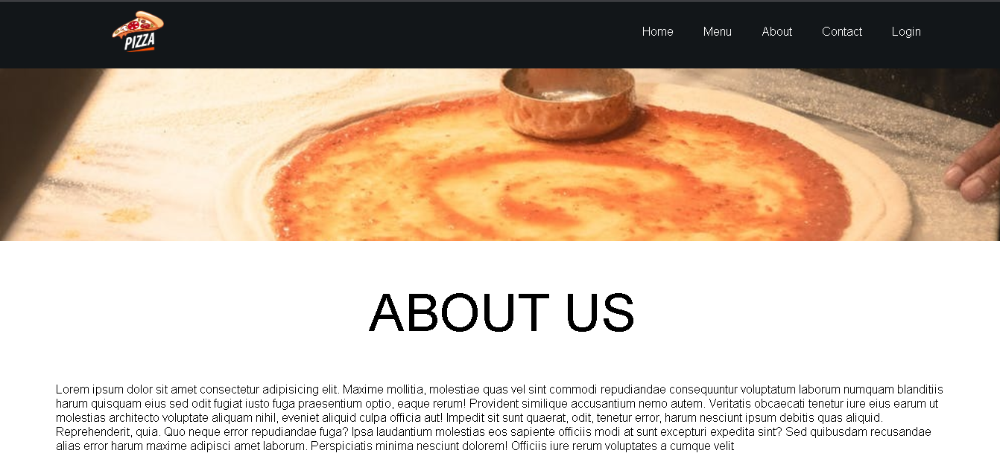 PIZZA
Home Menu About Contact Login
ABOUT US
Lorem ipsum dolor sit amet consectetur adipisicing elit. Maxime mollitia, molestiae quas vel sint commodi repudiandae consequuntur voluptatum laborum numquam blanditiis
harum quisquam eius sed odit fugiat iusto fuga praesentium optio, eaque rerum! Provident similique accusantium nemo autem. Veritatis obcaecati tenetur iure eius earum ut
molestias architecto voluptate aliquam nihil, eveniet aliquid culpa officia aut! Impedit sit sunt quaerat, odit, tenetur error, harum nesciunt ipsum debitis quas aliquid.
Reprehenderit, quia. Quo neque error repudiandae fuga? Ipsa laudantium molestias eos sapiente officiis modi at sunt excepturi expedita sint? Sed quibusdam recusandae
alias error harum maxime adipisci amet laborum. Perspiciatis minima nesciunt dolorem! Officiis iure rerum voluptates a cumque velit